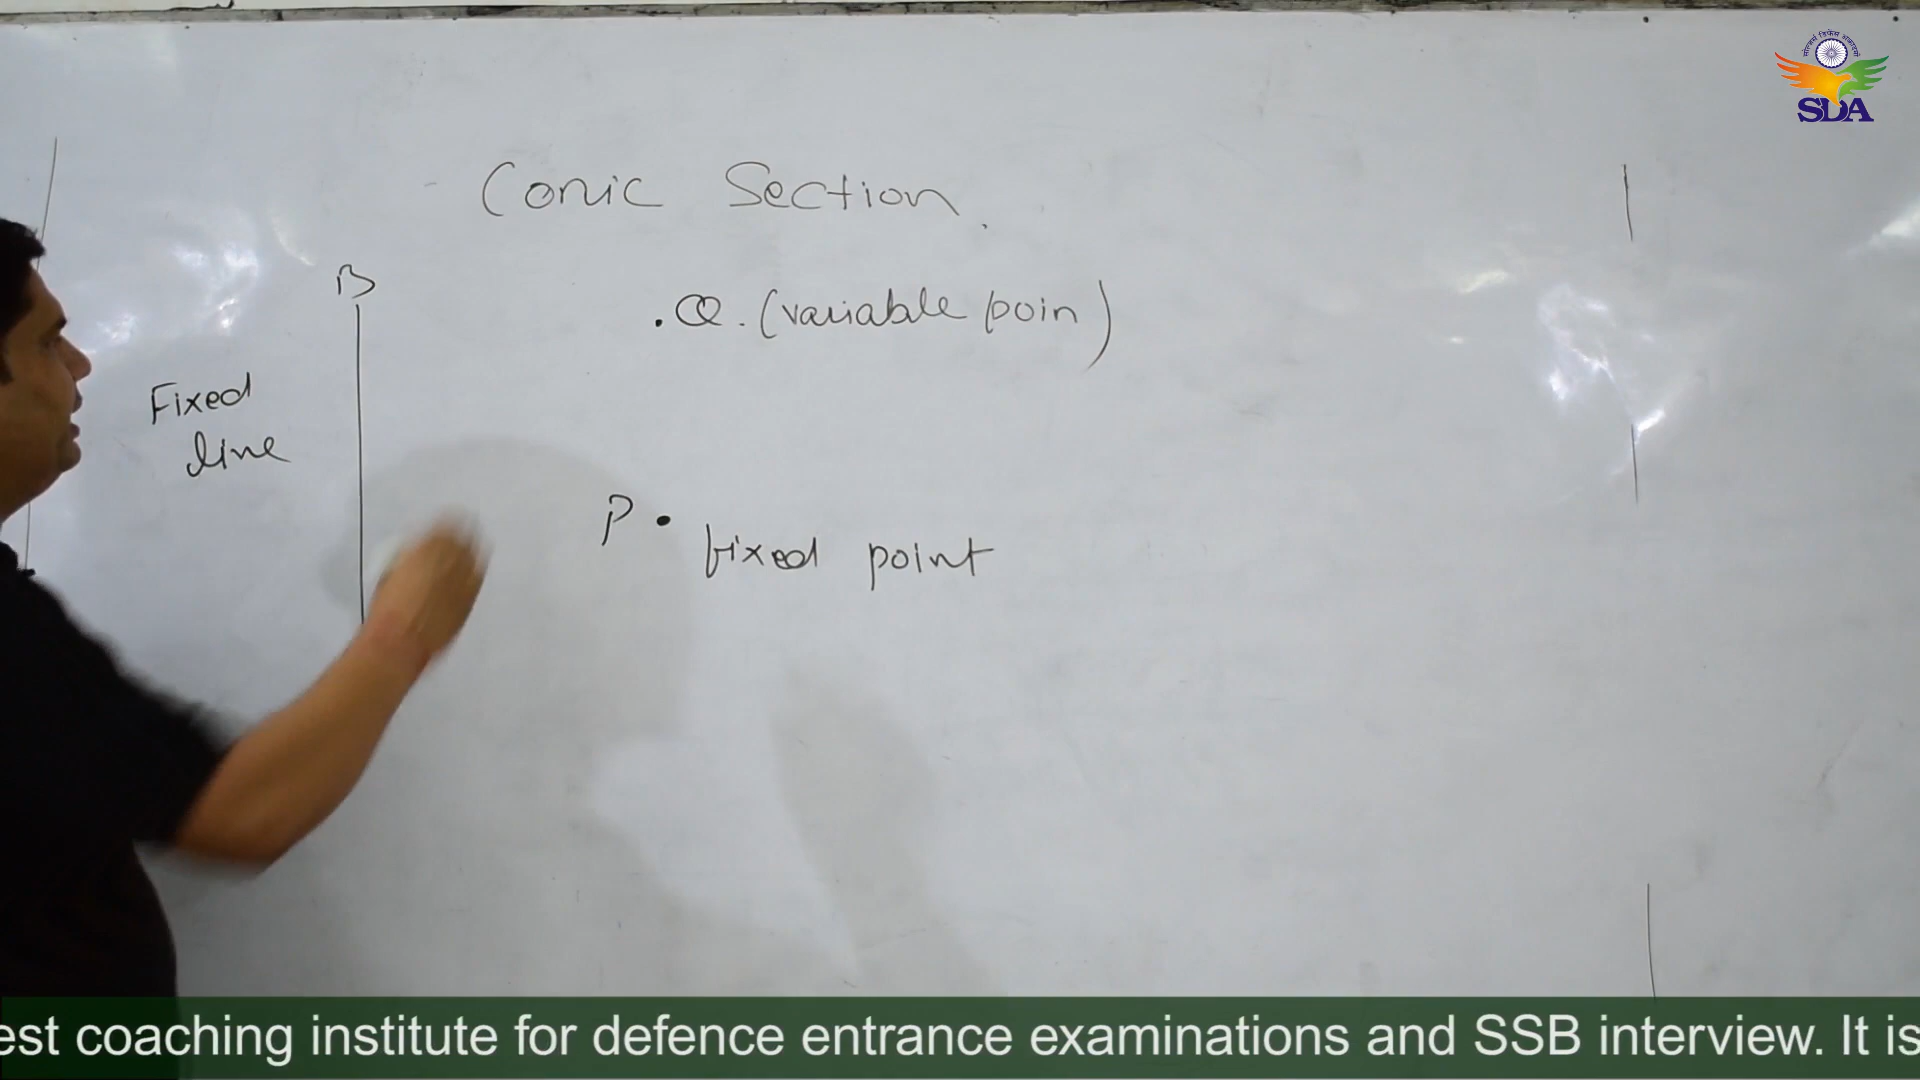 SDA
Conic Section.
B
.Q. (variable poin)
Fixed
line
P.
fixed point
est coaching institute for defence entrance examinations and SSB interview. It is